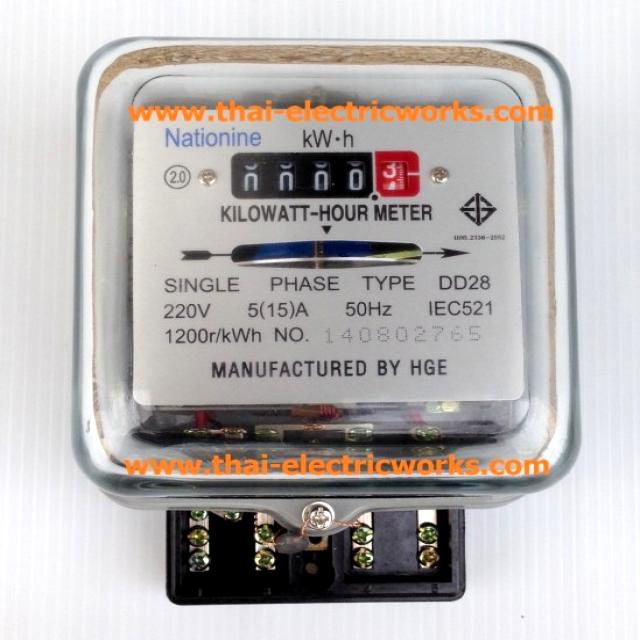 www.thai-electricworks.com
Nationine kW·h
2.0
0 0 0 0 3
KILOWATT-HOUR METER
SINGLE PHASE TYPE DD28
220V 5(15)A 50Hz IEC521
1200r/kWh NO. 140802765
MANUFACTURED BY HGE
www.thai-electricworks.com